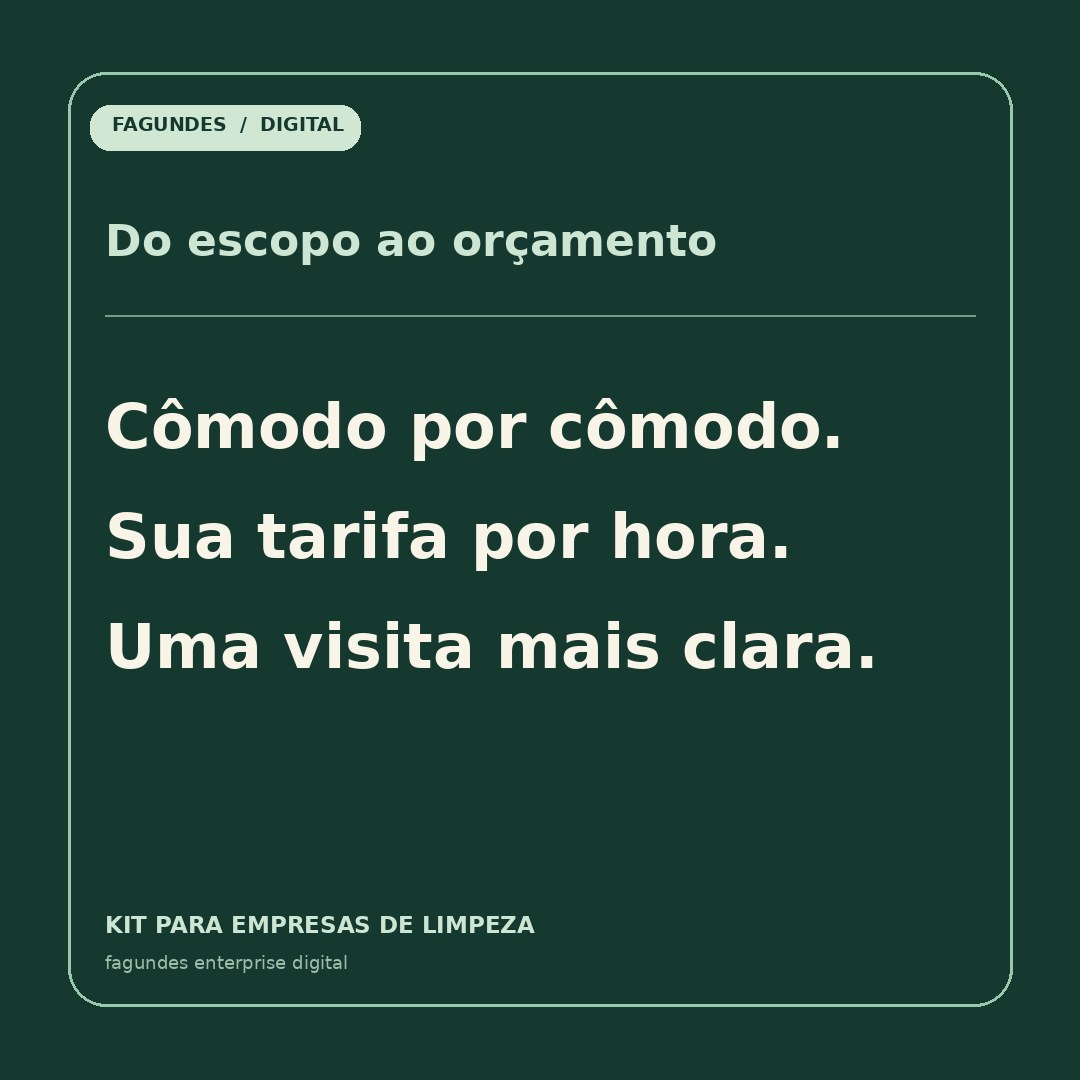 FAGUNDES / DIGITAL
Do escopo ao orçamento
Cômodo por cômodo.
Sua tarifa por hora.
Uma visita mais clara.
KIT PARA EMPRESAS DE LIMPEZA
fagundes enterprise digital